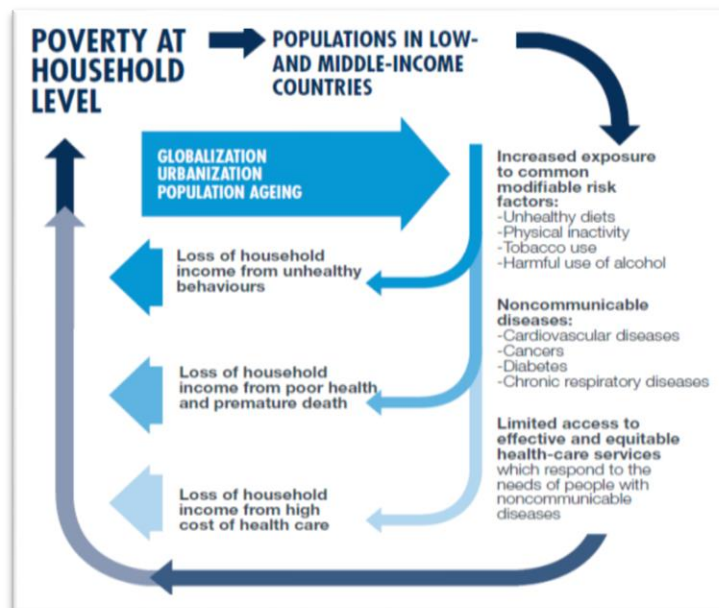 POVERTY AT
HOUSEHOLD
LEVEL
POPULATIONS IN LOW-
AND MIDDLE-INCOME
COUNTRIES
GLOBALIZATION
URBANIZATION
POPULATION AGEING
Increased exposure
to common
modifiable risk
factors:
-Unhealthy diets
-Physical inactivity
-Tobacco use
-Harmful use of alcohol
Loss of household
income from unhealthy
behaviours
Noncommunicable
diseases:
-Cardiovascular diseases
-Cancers
-Diabetes
-Chronic respiratory diseases
Loss of household
income from poor health
and premature death
Limited access to
effective and equitable
health-care services
which respond to the
needs of people with
noncommunicable
diseases
Loss of household
income from high
cost of health care